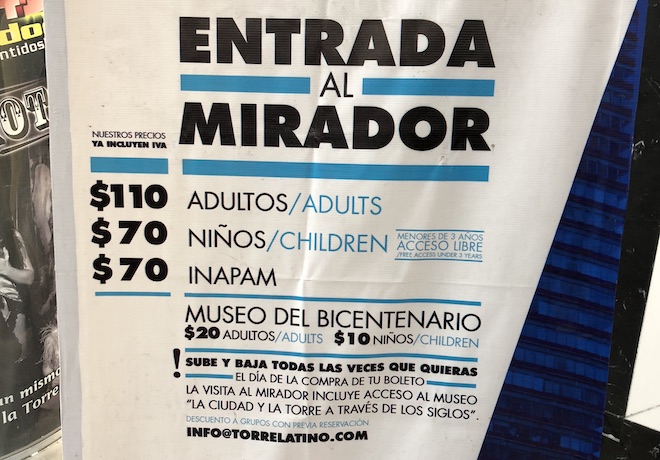 ENTRADA
AL
MIRADOR
NUESTROS PRECIOS
YA INCLUYEN IVA
$110 ADULTOS/ADULTS
$70 NIÑOS/CHILDREN
MENORES DE 3 AÑOS
ACCESO LIBRE
/FREE ACCESS UNDER 3 YEARS
$70 INAPAM
MUSEO DEL BICENTENARIO
$20 ADULTOS/ADULTS $10 NIÑOS/CHILDREN
! SUBE Y BAJA TODAS LAS VECES QUE QUIERAS
EL DÍA DE LA COMPRA DE TU BOLETO
LA VISITA AL MIRADOR INCLUYE ACCESO AL MUSEO
"LA CIUDAD Y LA TORRE A TRAVÉS DE LOS SIGLOS".
DESCUENTO A GRUPOS CON PREVIA RESERVACIÓN
INFO@TORRELATINO.COM
un mismo
la Torre